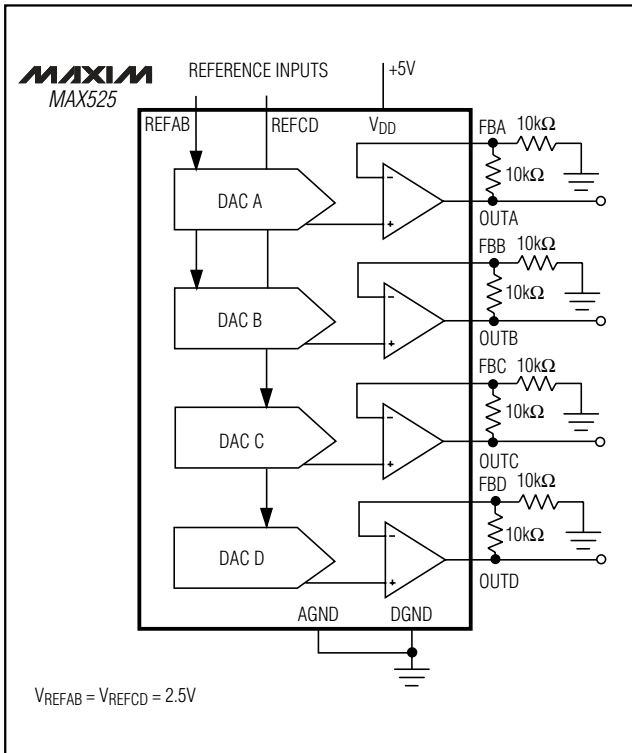 MAXIM
MAX525
REFERENCE INPUTS
+5V
REFAB
REFCD
VDD
FBA
10kΩ
10kΩ
DAC A
-
+
OUTA
FBB
10kΩ
10kΩ
DAC B
-
+
OUTB
FBC
10kΩ
10kΩ
DAC C
-
+
OUTC
FBD
10kΩ
10kΩ
DAC D
-
+
OUTD
AGND
DGND
VREFAB = VREFCD = 2.5V